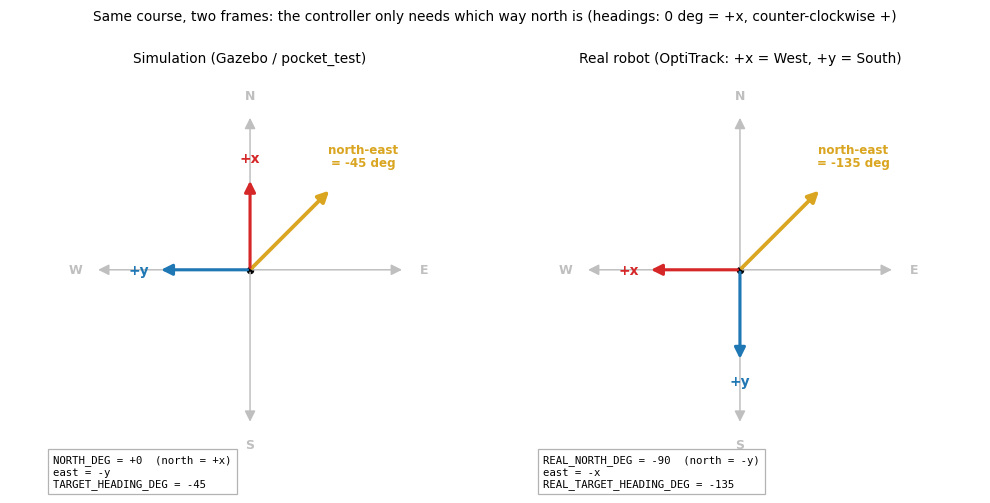 Same course, two frames: the controller only needs which way north is (headings: 0 deg = +x, counter-clockwise +)
Simulation (Gazebo / pocket_test)
N
+x
north-east
= -45 deg
W
+y
E
S
NORTH_DEG = +0  (north = +x)
east = -y
TARGET_HEADING_DEG = -45
Real robot (OptiTrack: +x = West, +y = South)
N
north-east
= -135 deg
W
+x
E
+y
S
REAL_NORTH_DEG = -90  (north = -y)
east = -x
REAL_TARGET_HEADING_DEG = -135